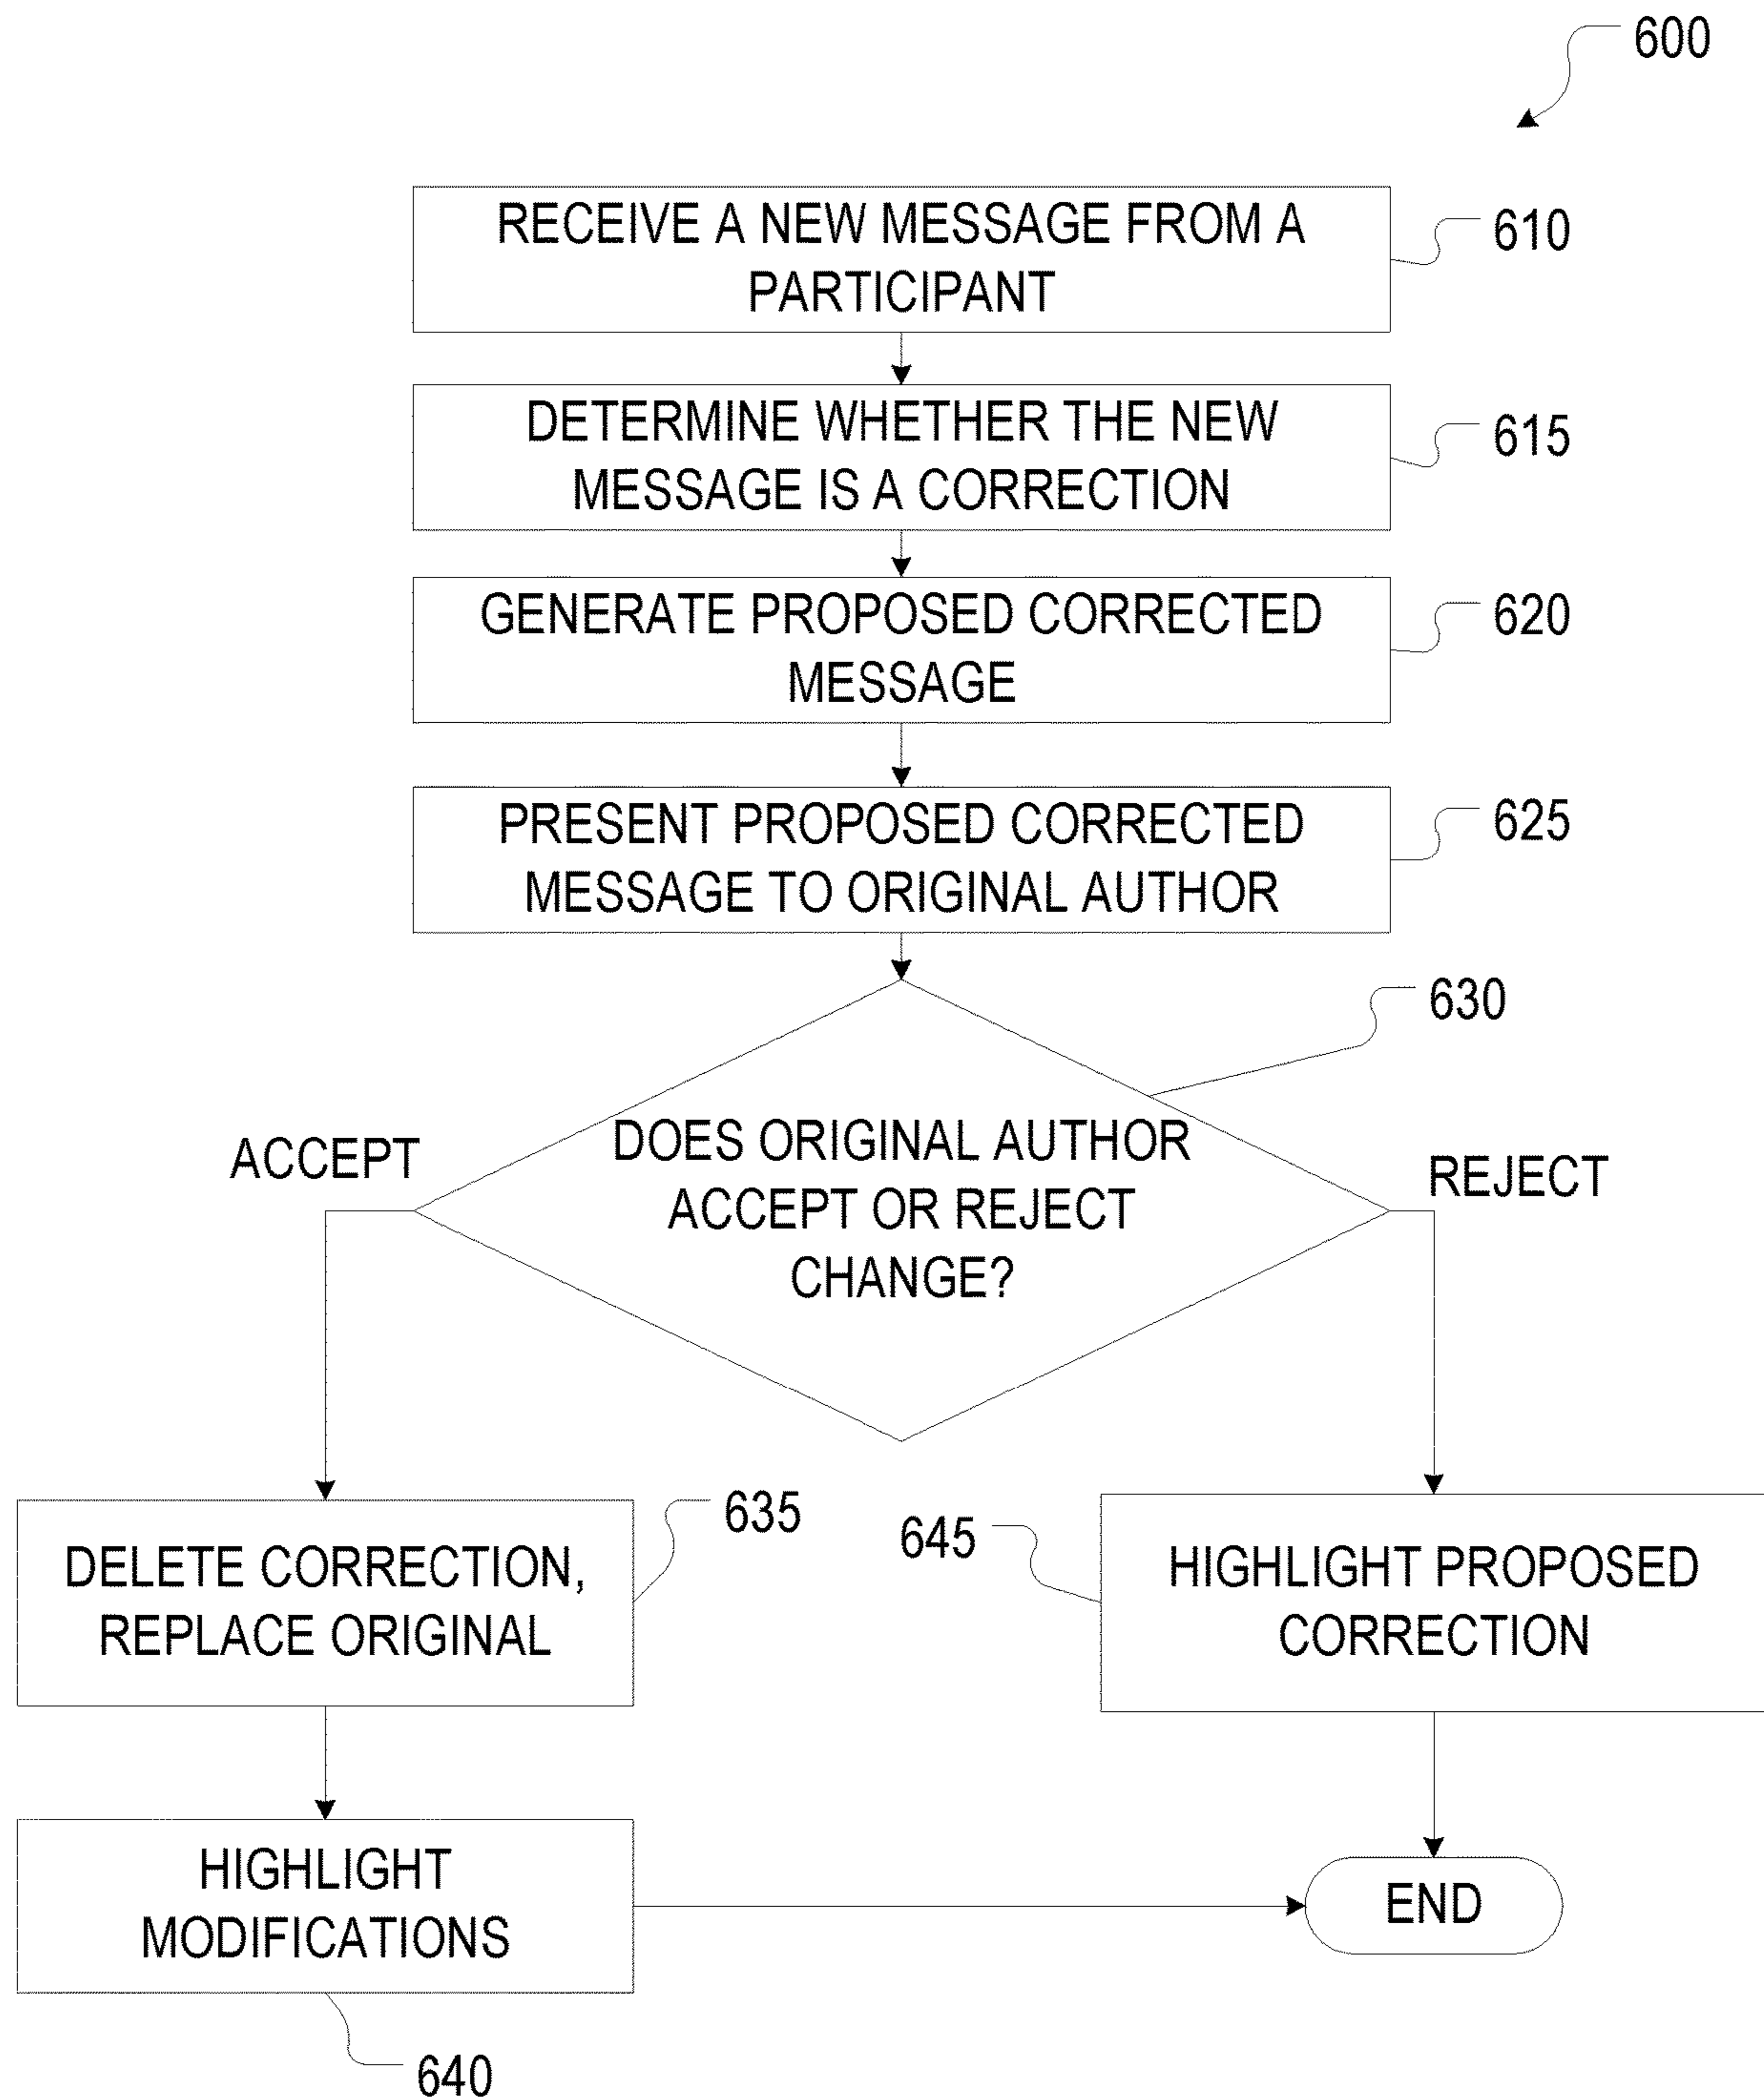 600
RECEIVE A NEW MESSAGE FROM A
PARTICIPANT
610
DETERMINE WHETHER THE NEW
MESSAGE IS A CORRECTION
615
GENERATE PROPOSED CORRECTED
MESSAGE
620
PRESENT PROPOSED CORRECTED
MESSAGE TO ORIGINAL AUTHOR
625
630
DOES ORIGINAL AUTHOR
ACCEPT OR REJECT
CHANGE?
ACCEPT
REJECT
DELETE CORRECTION,
REPLACE ORIGINAL
635
645
HIGHLIGHT PROPOSED
CORRECTION
HIGHLIGHT
MODIFICATIONS
END
640